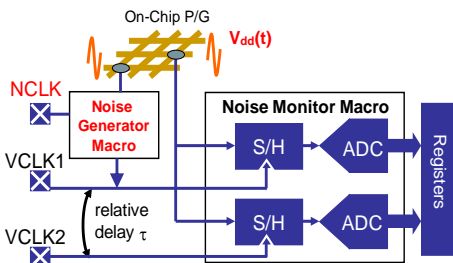 On-Chip P/G
Vdd(t)
NCLK
Noise
Generator
Macro
Noise Monitor Macro
VCLK1
S/H
ADC
Registers
relative
delay τ
S/H
ADC
VCLK2